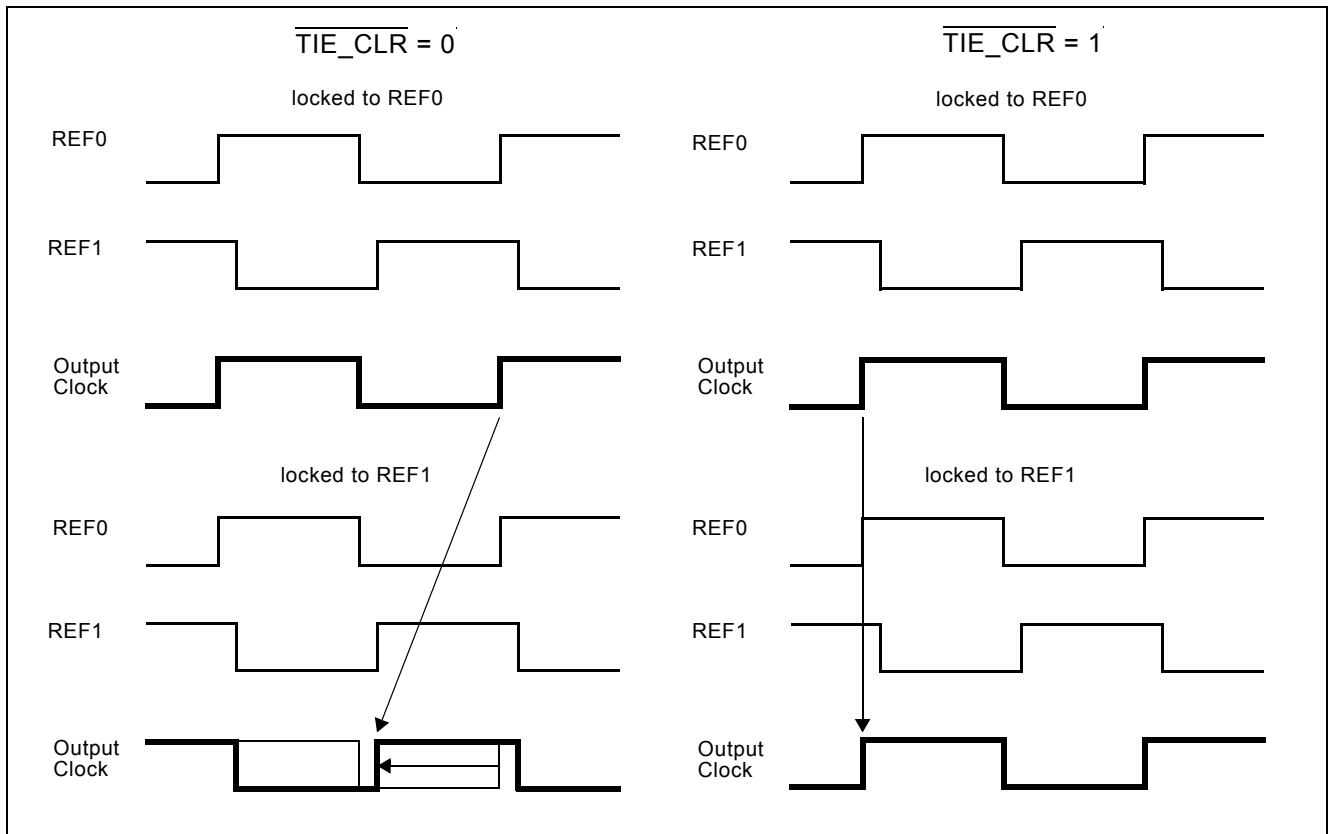 TIE_CLR = 0
locked to REF0
REF0
REF1
Output
Clock
locked to REF1
REF0
REF1
Output
Clock
TIE_CLR = 1
locked to REF0
REF0
REF1
Output
Clock
locked to REF1
REF0
REF1
Output
Clock